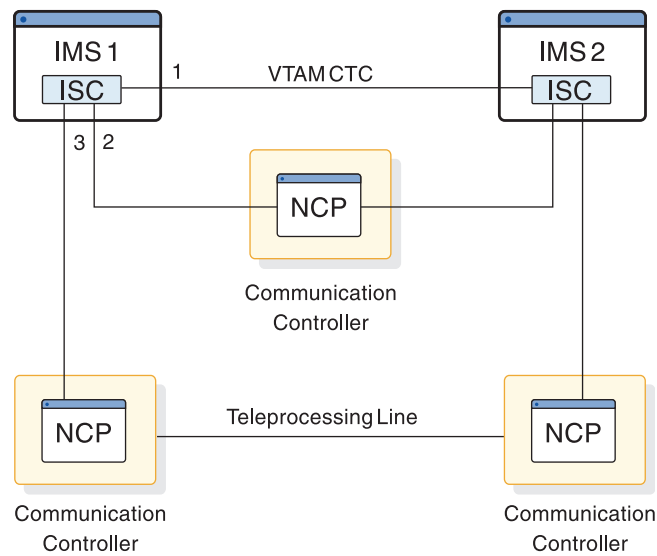 IMS 1
IMS 2
1
VTAM CTC
ISC
ISC
3
2
NCP
Communication
Controller
Teleprocessing Line
NCP
NCP
Communication
Controller
Communication
Controller